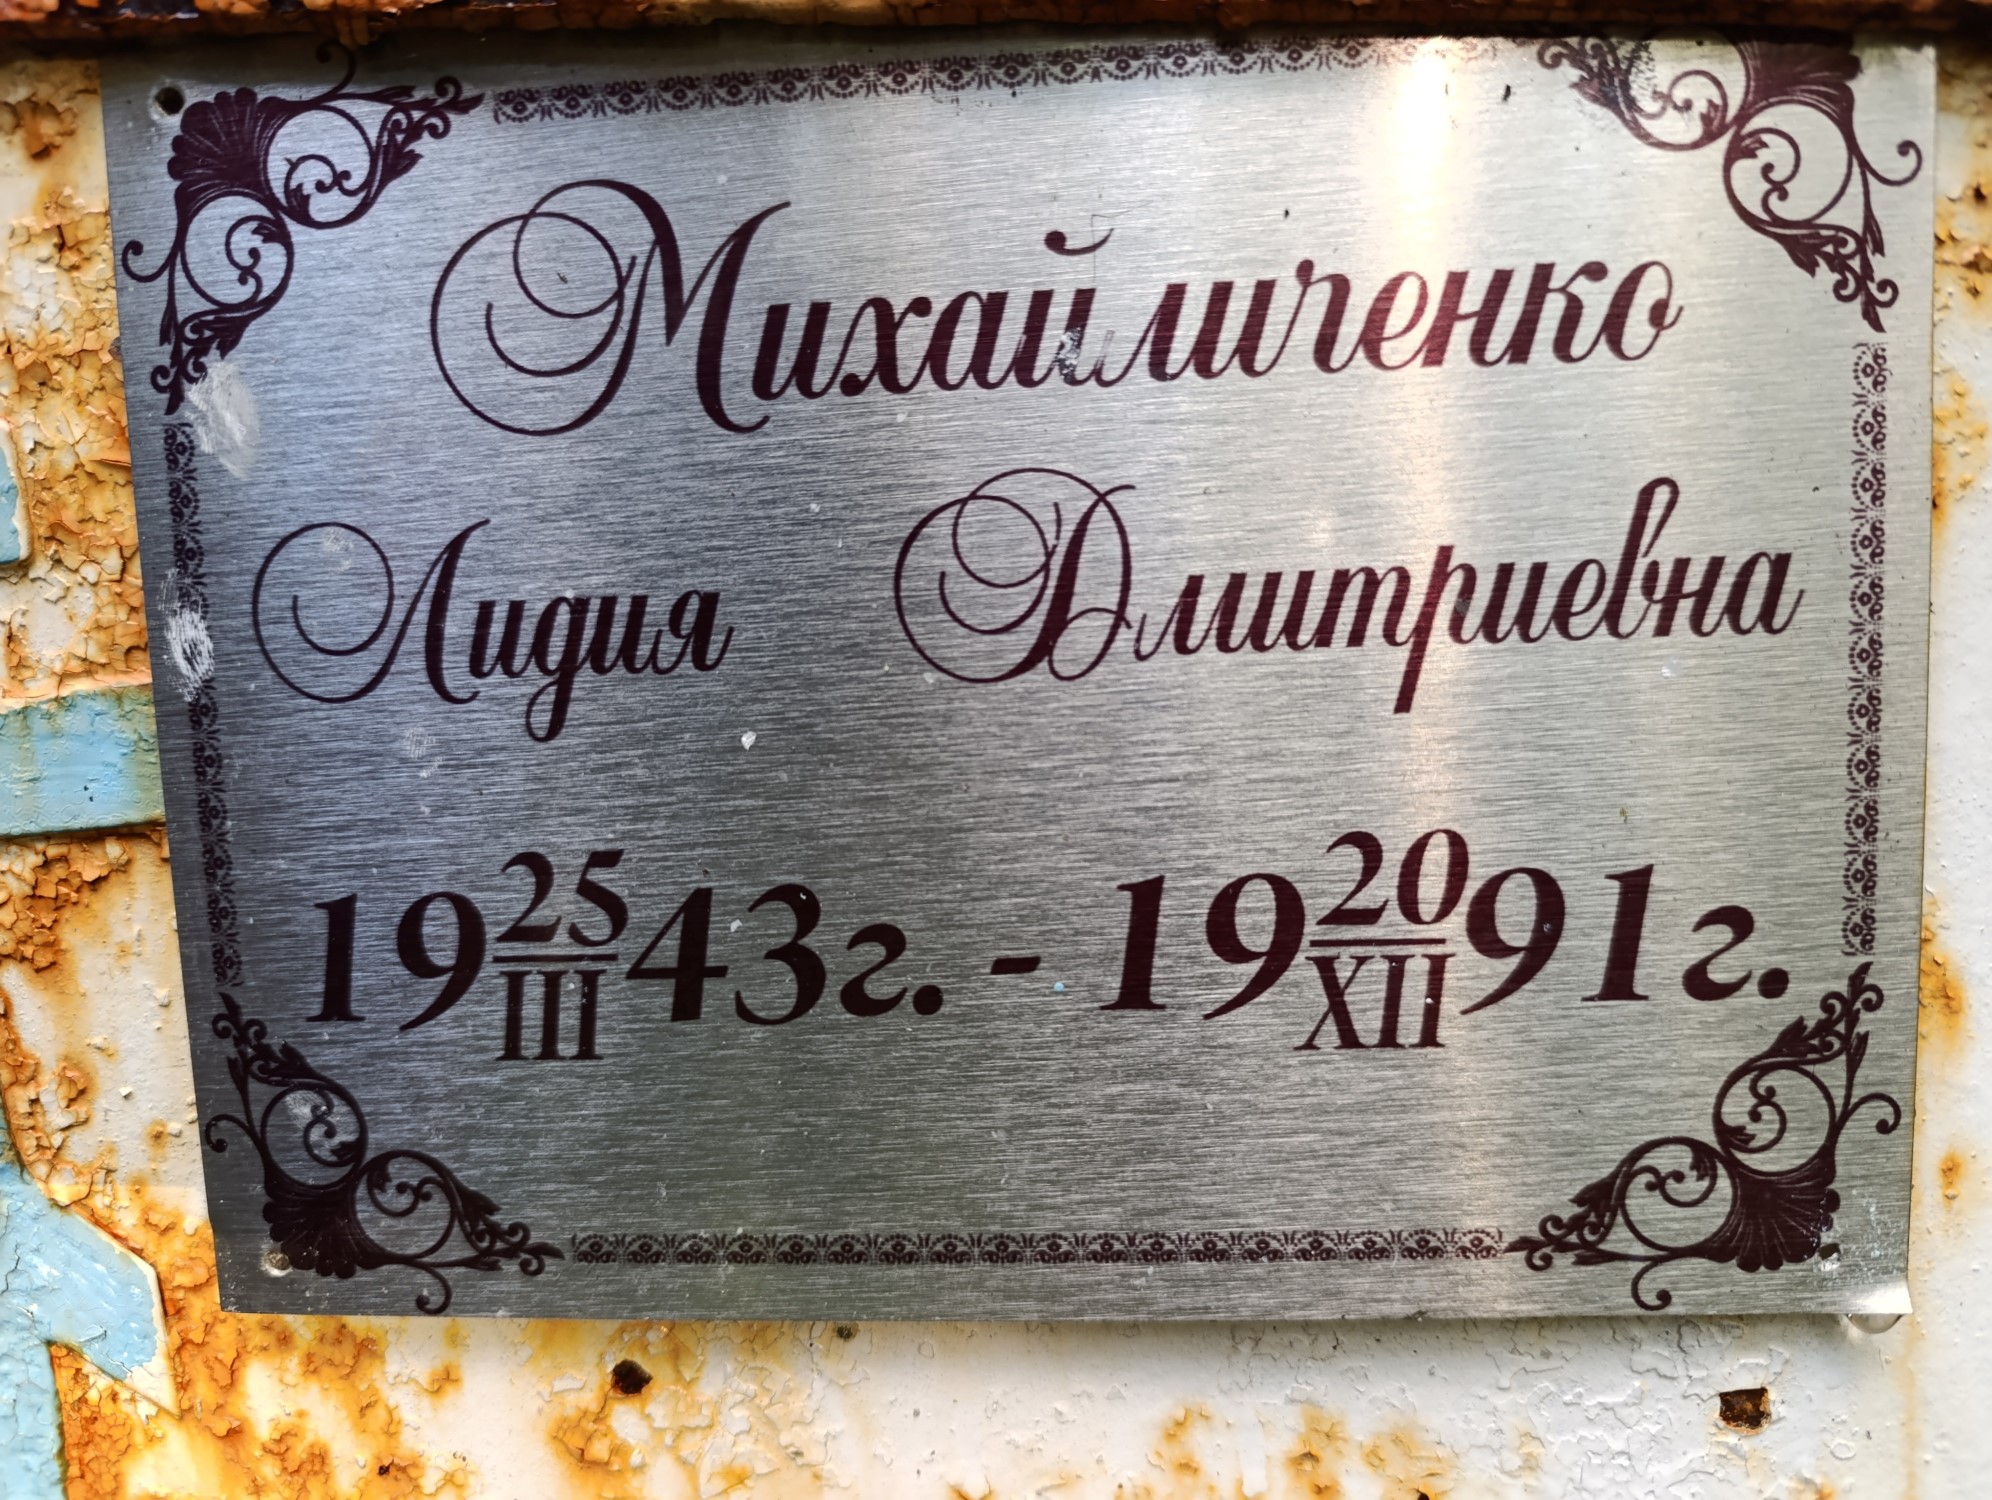 Михайличенко
Лидия Дмитриевна
19 25/III 43г. - 19 20/XII 91г.